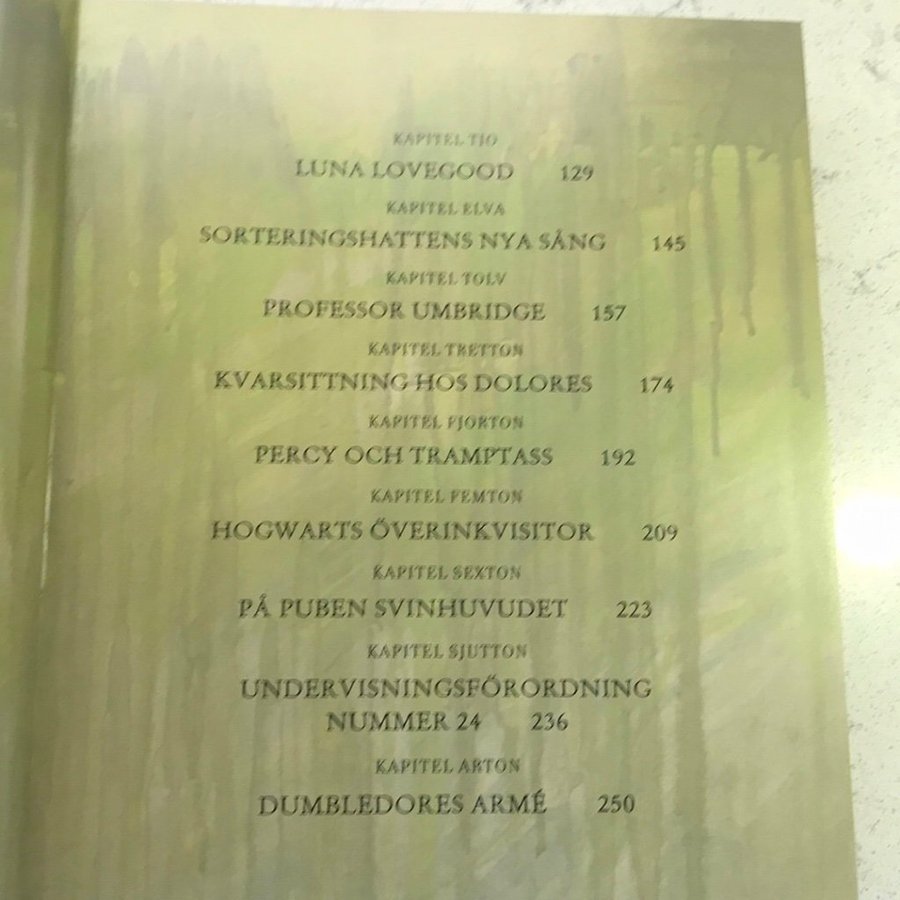 KAPITEL TIO
LUNA LOVEGOOD 129
KAPITEL ELVA
SORTERINGSHATTENS NYA SÅNG 145
KAPITEL TOLV
PROFESSOR UMBRIDGE 157
KAPITEL TRETTON
KVARSITTNING HOS DOLORES 174
KAPITEL FJORTON
PERCY OCH TRAMPTASS 192
KAPITEL FEMTON
HOGWARTS ÖVERINKVISITOR 209
KAPITEL SEXTON
PÅ PUBEN SVINHUVUDET 223
KAPITEL SJUTTON
UNDERVISNINGSFÖRORDNING
NUMMER 24 236
KAPITEL ARTON
DUMBLEDORES ARMÉ 250